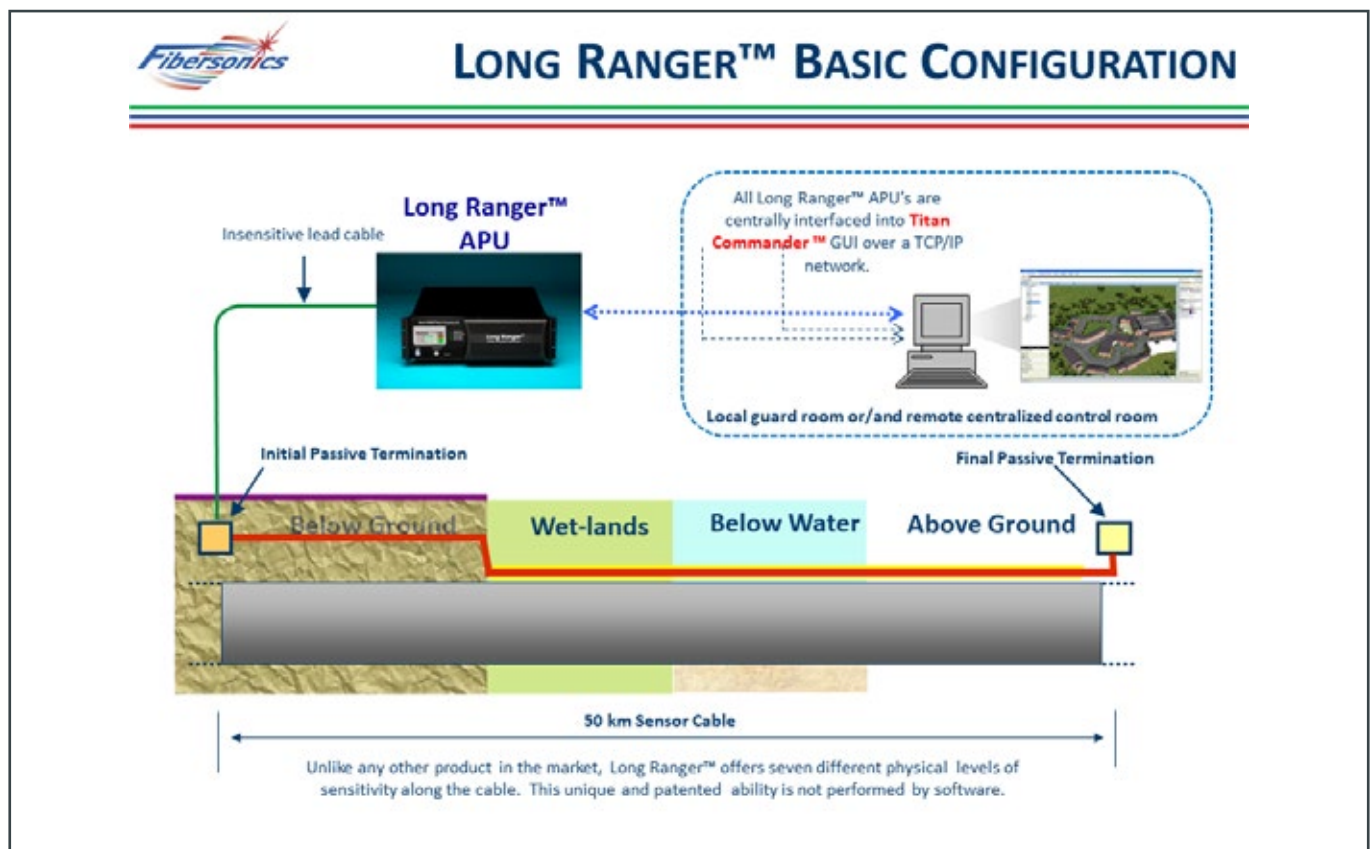 Fibersonics
LONG RANGER™ BASIC CONFIGURATION
Long Ranger™
APU
Insensitive lead cable
All Long Ranger™ APU's are
centrally interfaced into Titan
Commander ™ GUI over a TCP/IP
network.
Long Ranger™
Local guard room or/and remote centralized control room
Initial Passive Termination
Final Passive Termination
Below Ground
Wet-lands
Below Water
Above Ground
50 km Sensor Cable
Unlike any other product in the market, Long Ranger™ offers seven different physical levels of
sensitivity along the cable. This unique and patented ability is not performed by software.